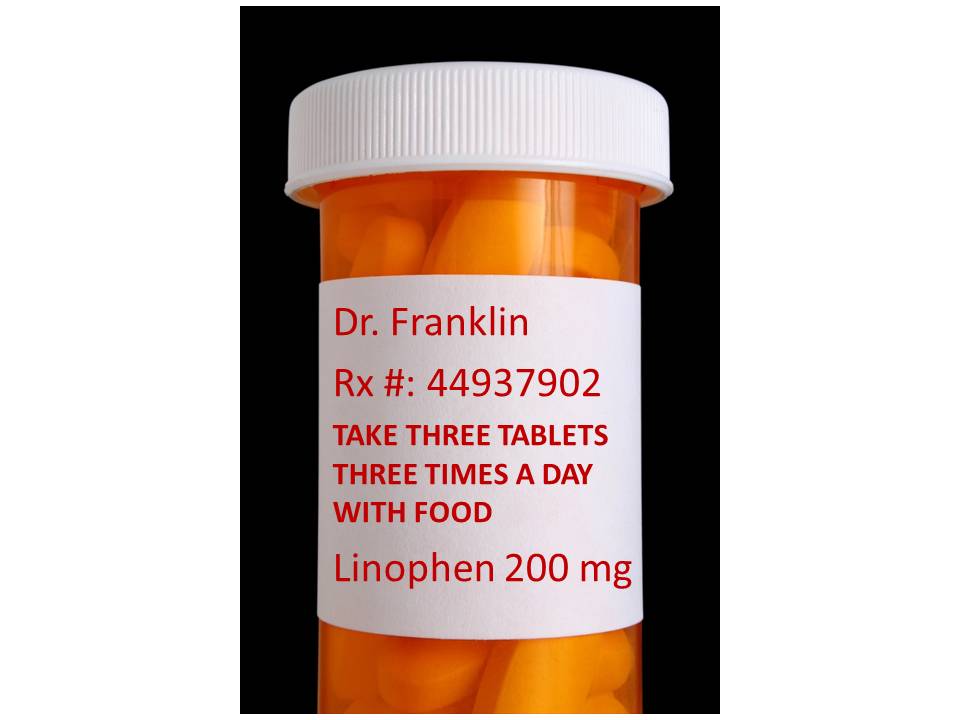 Dr. Franklin
Rx #: 44937902
TAKE THREE TABLETS
THREE TIMES A DAY
WITH FOOD
Linophen 200 mg